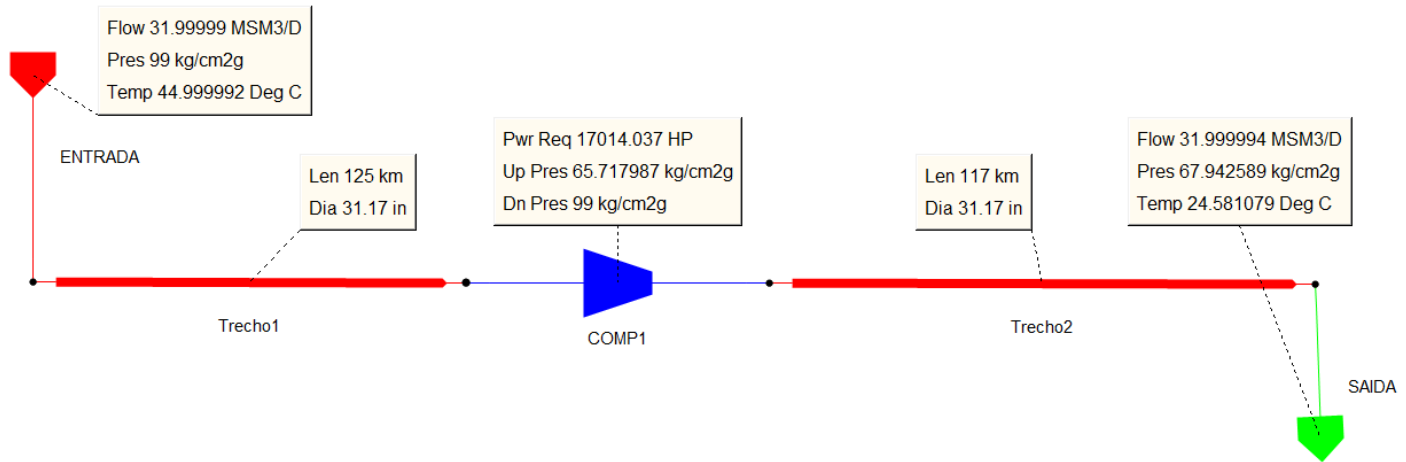 Flow 31.99999 MSM3/D
Pres 99 kg/cm2g
Temp 44.999992 Deg C
ENTRADA
Len 125 km
Dia 31.17 in
Trecho1
Pwr Req 17014.037 HP
Up Pres 65.717987 kg/cm2g
Dn Pres 99 kg/cm2g
COMP1
Len 117 km
Dia 31.17 in
Trecho2
Flow 31.999994 MSM3/D
Pres 67.942589 kg/cm2g
Temp 24.581079 Deg C
SAIDA